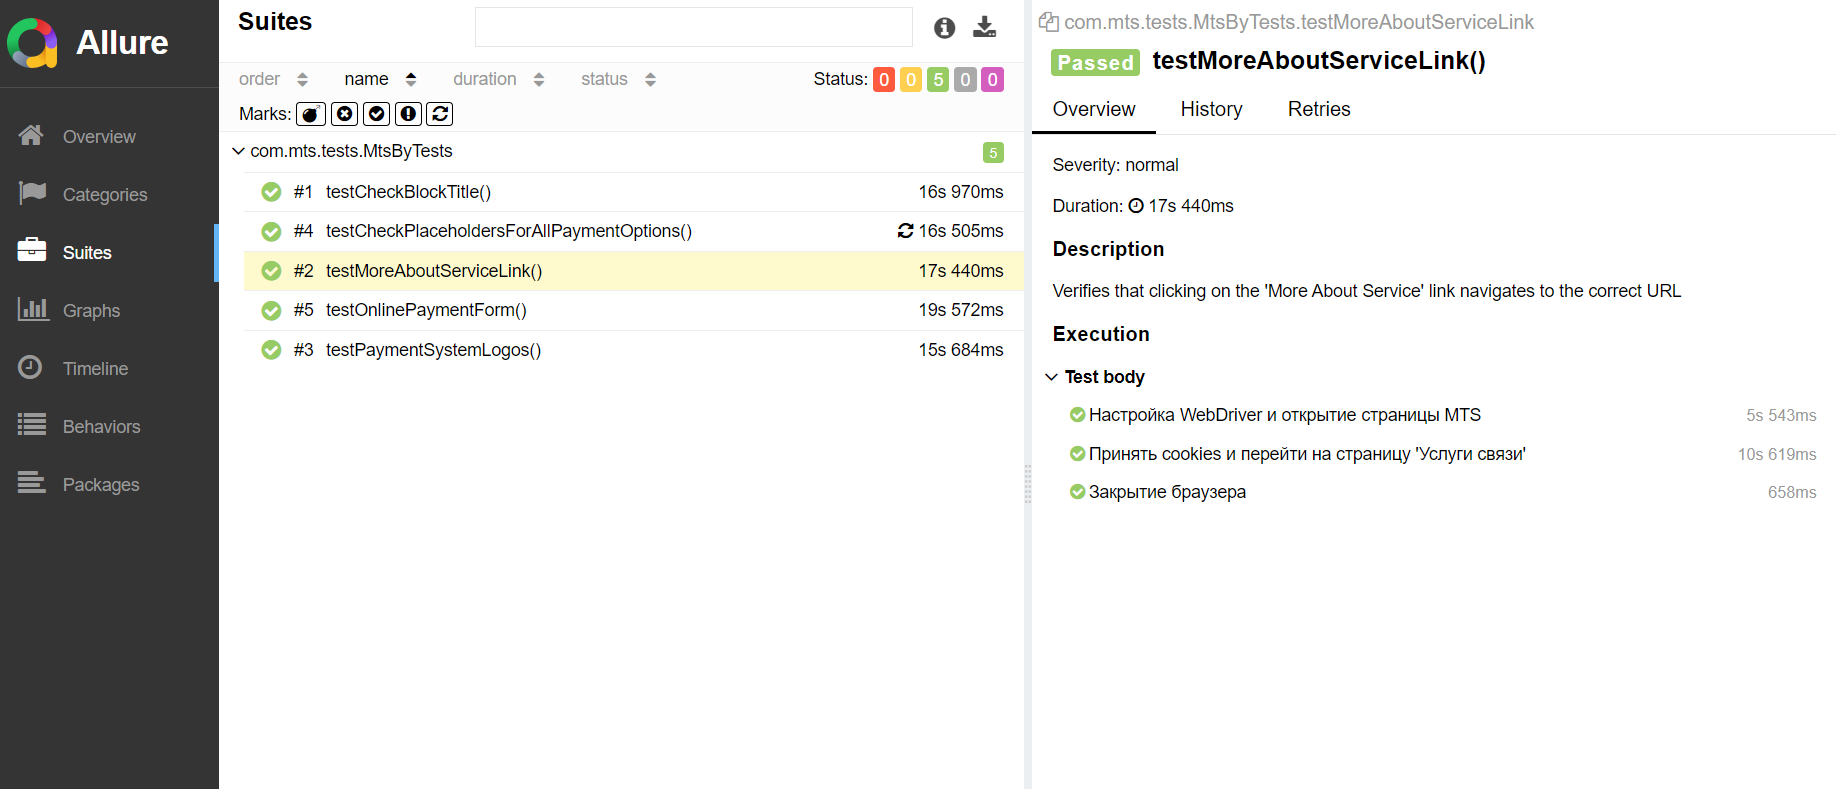 Allure
Overview
Categories
Suites
Graphs
Timeline
Behaviors
Packages
Suites
order name duration status Status: 0 0 5 0 0
Marks:
com.mts.tests.MtsByTests 5
#1 testCheckBlockTitle() 16s 970ms
#4 testCheckPlaceholdersForAllPaymentOptions() 16s 505ms
#2 testMoreAboutServiceLink() 17s 440ms
#5 testOnlinePaymentForm() 19s 572ms
#3 testPaymentSystemLogos() 15s 684ms
com.mts.tests.MtsByTests.testMoreAboutServiceLink
Passed testMoreAboutServiceLink()
Overview History Retries
Severity: normal
Duration: 17s 440ms
Description
Verifies that clicking on the 'More About Service' link navigates to the correct URL
Execution
Test body
Настройка WebDriver и открытие страницы MTS 5s 543ms
Принять cookies и перейти на страницу 'Услуги связи' 10s 619ms
Закрытие браузера 658ms